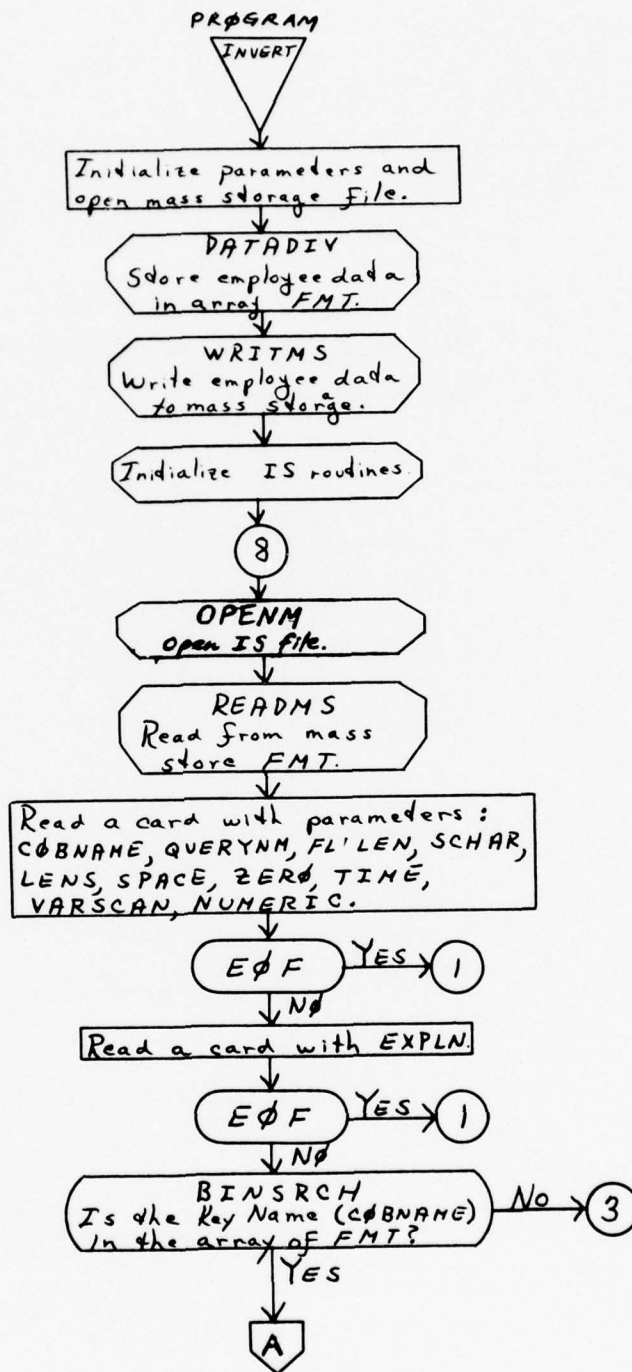 PRØGRAM
INVERT
Initialize parameters and
open mass storage file.
DATADIV
Store employee data
in array FMT.
WRITMS
Write employee data
to mass storage.
Initialize IS routines.
8
OPENM
open IS file.
READMS
Read from mass
store FMT.
Read a card with parameters :
CØBNAME, QUERYNM, FL'LEN, SCHAR,
LENS, SPACE, ZERØ, TIME,
VARSCAN, NUMERIC.
EØF YES 1
NØ
Read a card with EXPLN.
EØF YES 1
NØ
BINSRCH
Is the Key Name (CØBNAME) No 3
in the array of FMT?
YES
A